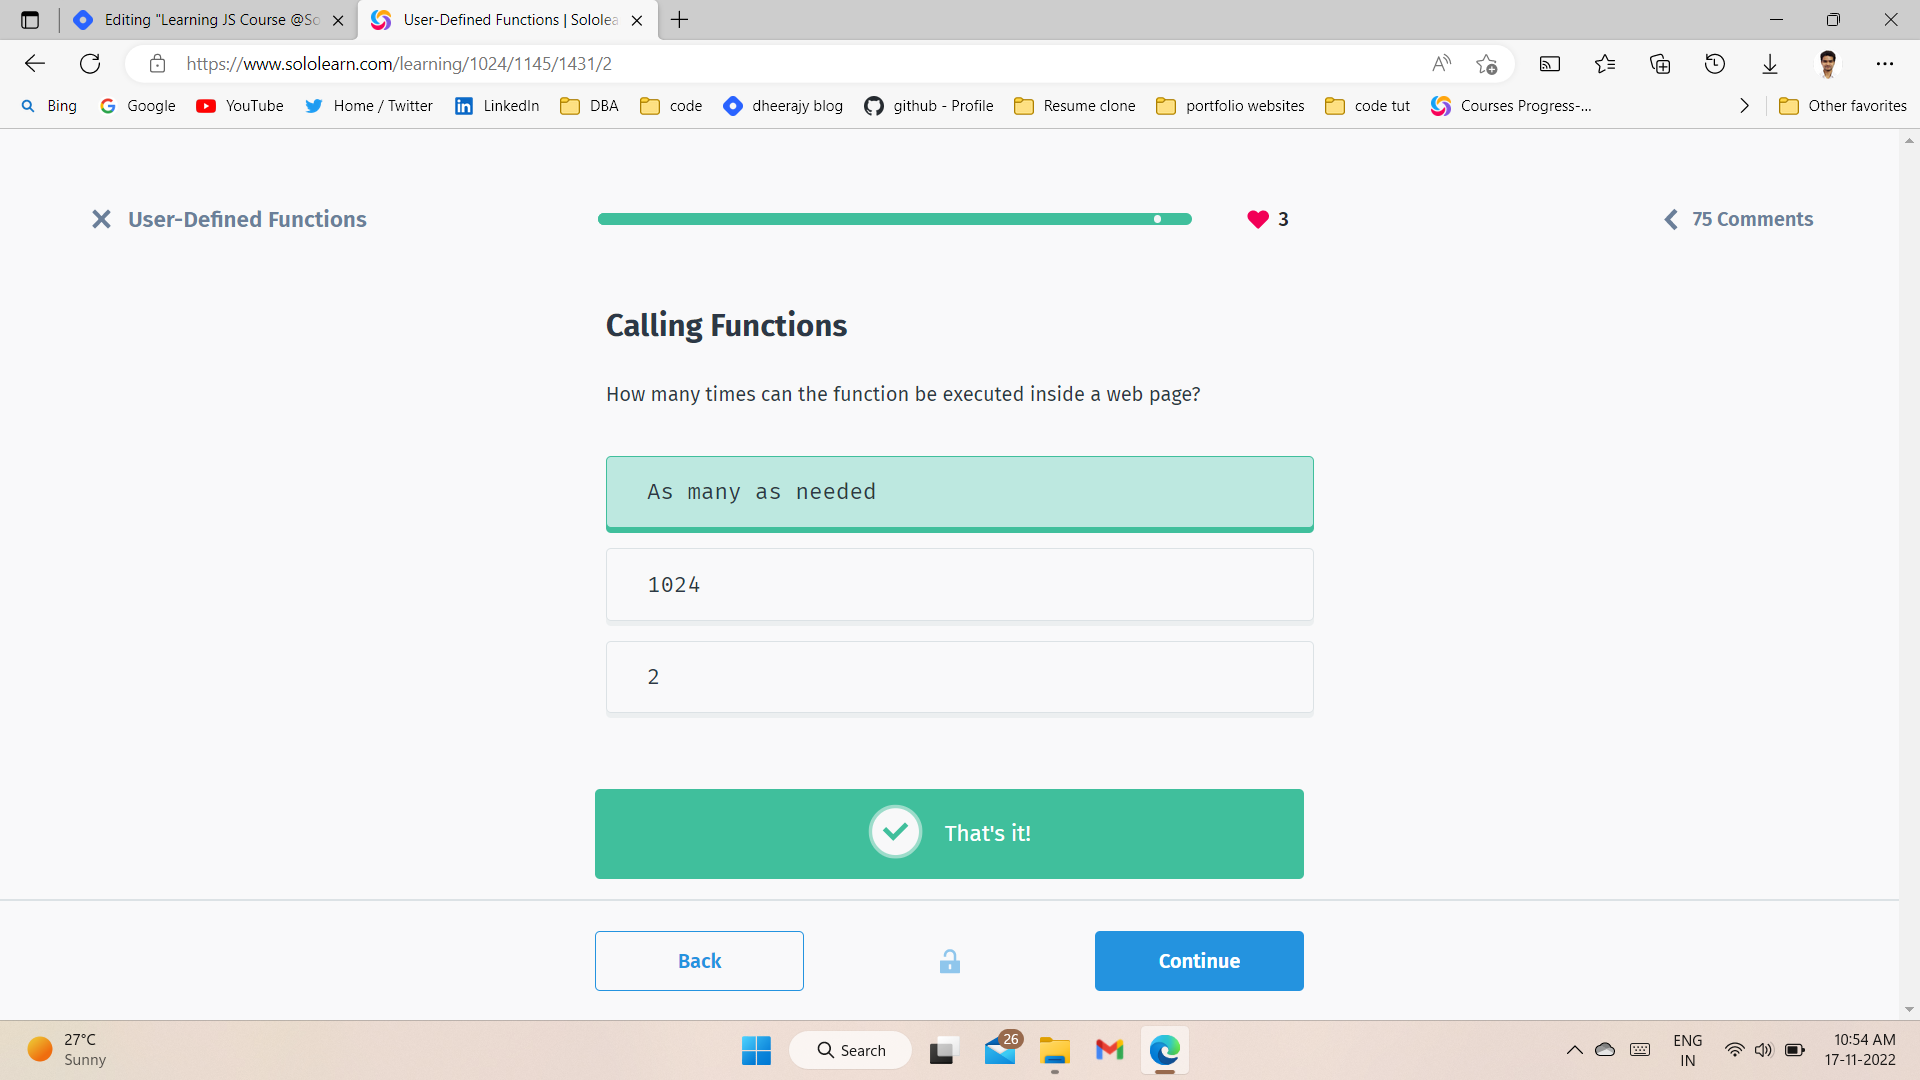 Editing "Learning JS Course @So
User-Defined Functions | Sololea
https://www.sololearn.com/learning/1024/1145/1431/2
Bing
Google
YouTube
Home / Twitter
LinkedIn
DBA
code
dheerajy blog
github - Profile
Resume clone
portfolio websites
code tut
Courses Progress-...
Other favorites
User-Defined Functions
3
75 Comments
Calling Functions
How many times can the function be executed inside a web page?
As many as needed
1024
2
That's it!
Back
Continue
27°C
Sunny
Search
26
ENG
IN
10:54 AM
17-11-2022